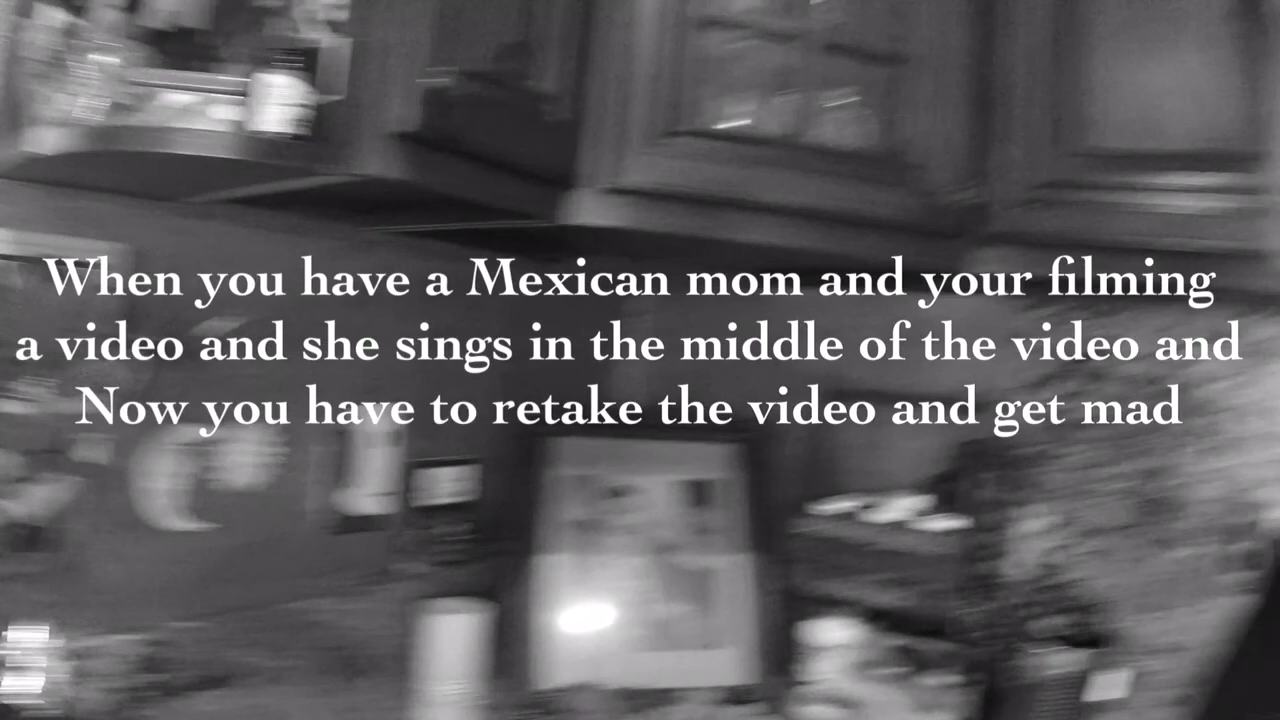 When you have a Mexican mom and your filming
a video and she sings in the middle of the video and
Now you have to retake the video and get mad